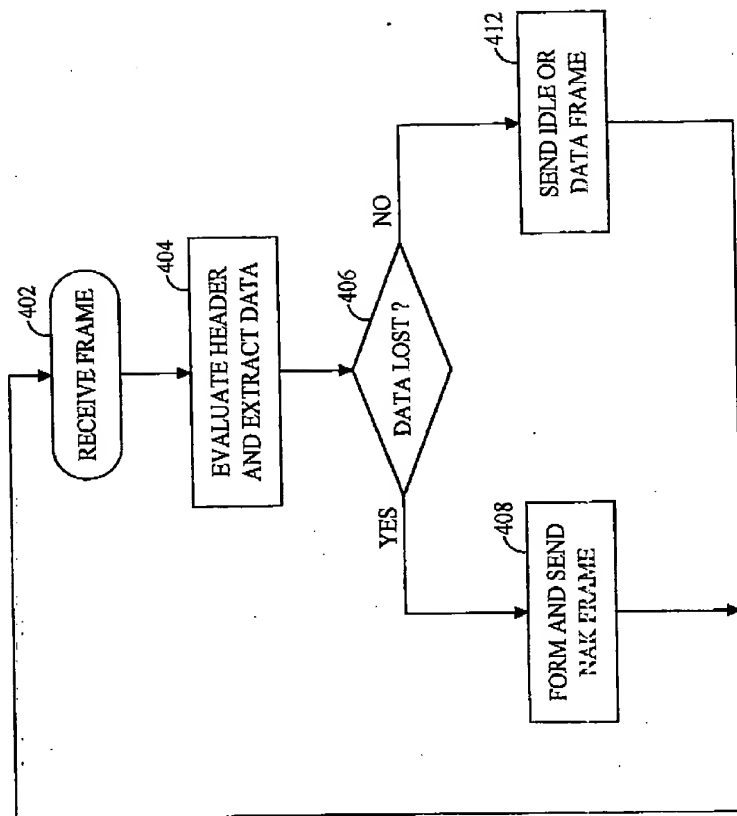 402
RECEIVE FRAME
404
EVALUATE HEADER
AND EXTRACT DATA
406
DATA LOST ?
YES
NO
408
FORM AND SEND
NAK FRAME
412
SEND IDLE OR
DATA FRAME